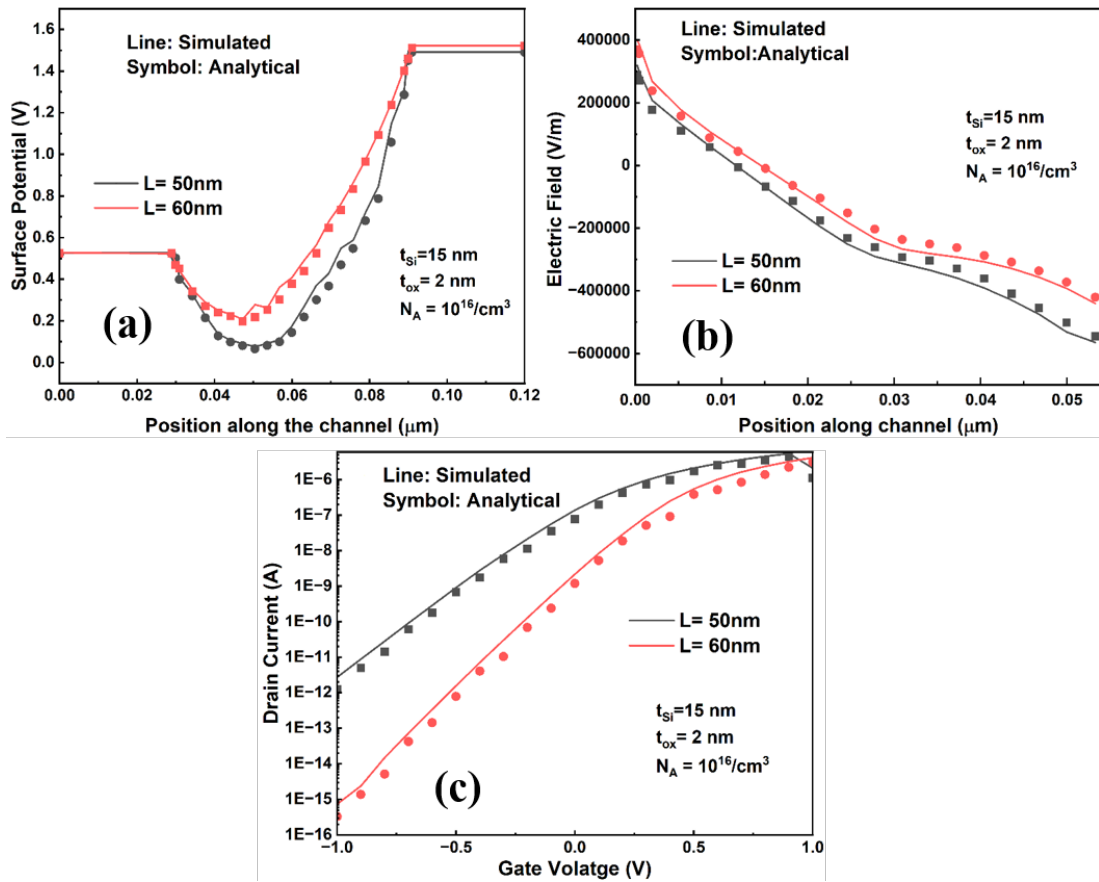 Line: Simulated
Symbol: Analytical
L= 50nm
L= 60nm
t_Si=15 nm
t_ox= 2 nm
N_A = 10^16/cm^3
(a)
Surface Potential (V)
1.6
1.4
1.2
1.0
0.8
0.6
0.4
0.2
0.0
0.00
0.02
0.04
0.06
0.08
0.10
0.12
Position along the channel (μm)
Line: Simulated
Symbol:Analytical
t_Si=15 nm
t_ox= 2 nm
N_A = 10^16/cm^3
L= 50nm
L= 60nm
(b)
Electric Field (V/m)
400000
200000
0
−200000
−400000
−600000
0.00
0.01
0.02
0.03
0.04
0.05
Position along channel (μm)
Line: Simulated
Symbol: Analytical
L= 50nm
L= 60nm
t_Si=15 nm
t_ox= 2 nm
N_A = 10^16/cm^3
(c)
Drain Current (A)
1E-6
1E-7
1E-8
1E-9
1E-10
1E-11
1E-12
1E-13
1E-14
1E-15
1E-16
−1.0
−0.5
0.0
0.5
1.0
Gate Volatge (V)